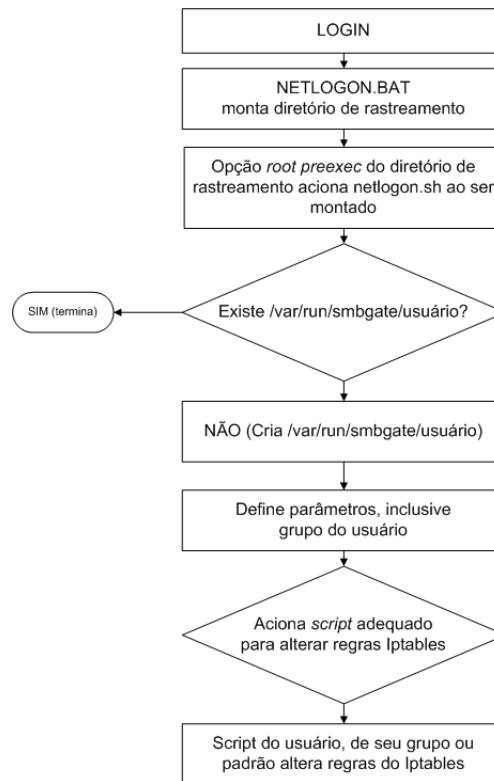 LOGIN
NETLOGON.BAT
monta diretório de rastreamento
Opção root preexec do diretório de
rastreamento aciona netlogon.sh ao ser
montado
Existe /var/run/smbgate/usuário?
SIM (termina)
NÃO (Cria /var/run/smbgate/usuário)
Define parâmetros, inclusive
grupo do usuário
Aciona script adequado
para alterar regras Iptables
Script do usuário, de seu grupo ou
padrão altera regras do Iptables